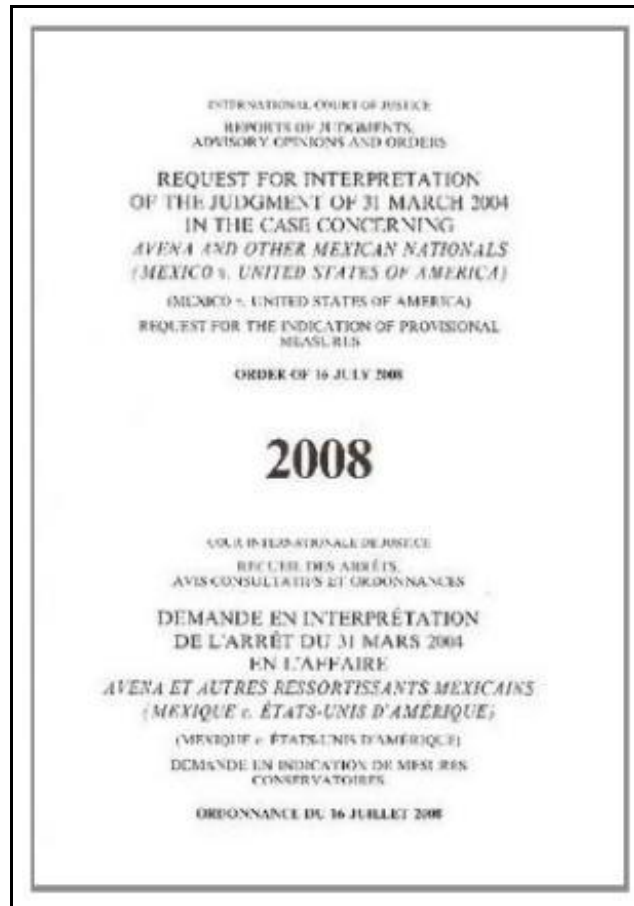 INTERNATIONAL COURT OF JUSTICE
REPORTS OF JUDGMENTS,
ADVISORY OPINIONS AND ORDERS
REQUEST FOR INTERPRETATION
OF THE JUDGMENT OF 31 MARCH 2004
IN THE CASE CONCERNING
AVENA AND OTHER MEXICAN NATIONALS
(MEXICO v. UNITED STATES OF AMERICA)
(MEXICO v. UNITED STATES OF AMERICA)
REQUEST FOR THE INDICATION OF PROVISIONAL
MEASURES
ORDER OF 16 JULY 2008
2008
COUR INTERNATIONALE DE JUSTICE
RECUEIL DES ARRÊTS,
AVIS CONSULTATIFS ET ORDONNANCES
DEMANDE EN INTERPRÉTATION
DE L'ARRÊT DU 31 MARS 2004
EN L'AFFAIRE
AVENA ET AUTRES RESSORTISSANTS MEXICAINS
(MEXIQUE c. ÉTATS-UNIS D'AMÉRIQUE)
(MEXIQUE c. ÉTATS-UNIS D'AMÉRIQUE)
DEMANDE EN INDICATION DE MESURES
CONSERVATOIRES
ORDONNANCE DU 16 JUILLET 2008